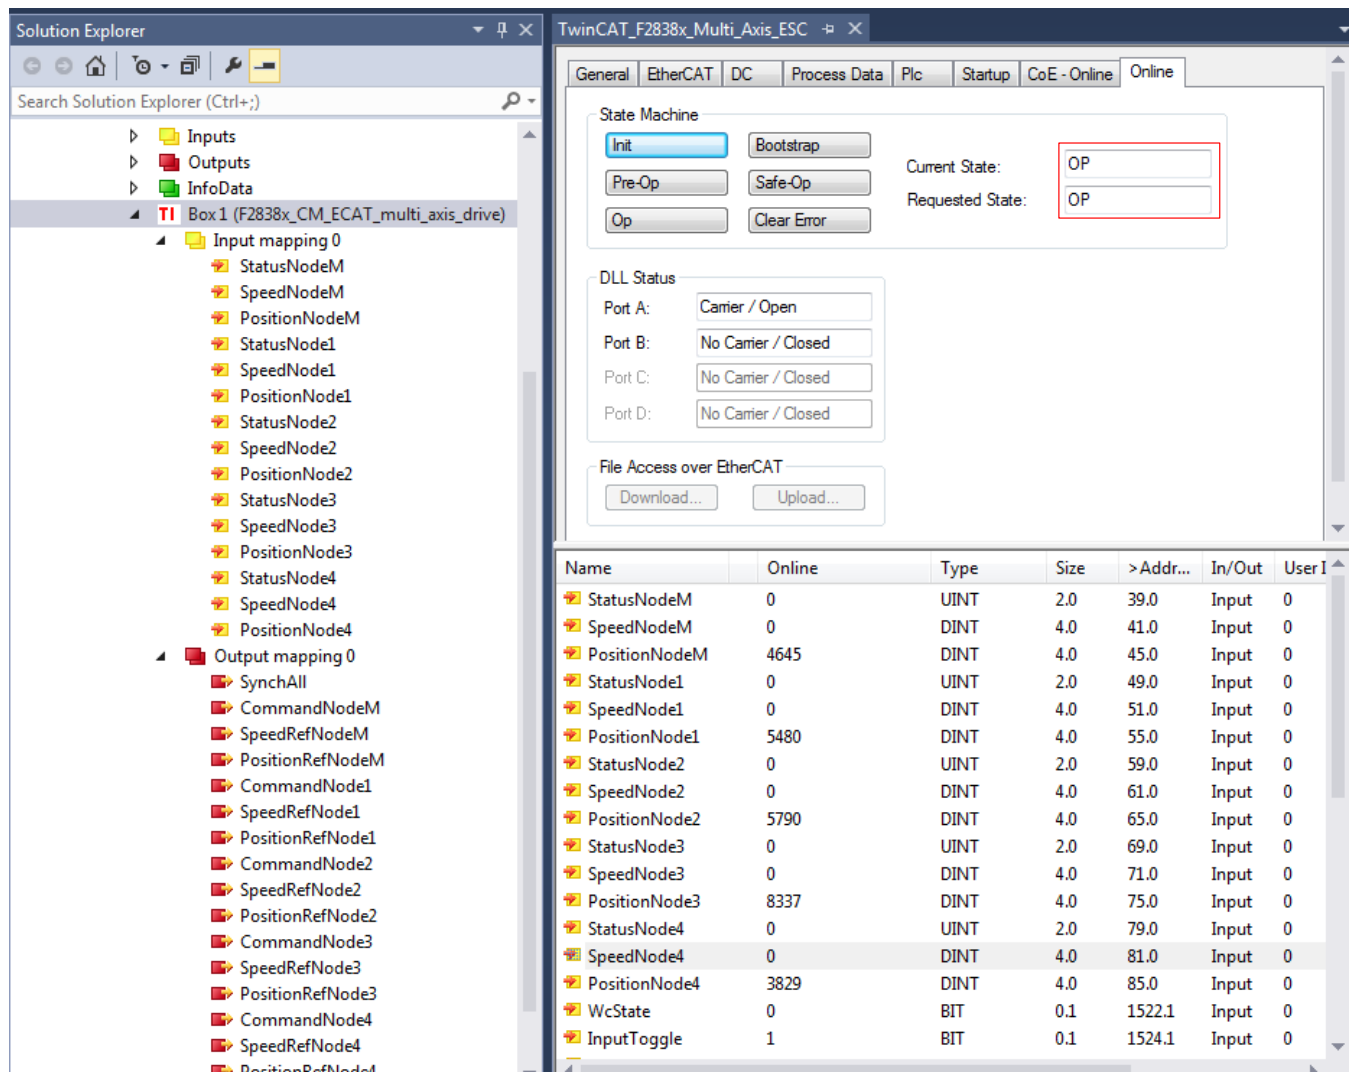 Solution Explorer
Search Solution Explorer (Ctrl+;)
Inputs
Outputs
InfoData
TI Box 1 (F2838x_CM_ECAT_multi_axis_drive)
Input mapping 0
StatusNodeM
SpeedNodeM
PositionNodeM
StatusNode1
SpeedNode1
PositionNode1
StatusNode2
SpeedNode2
PositionNode2
StatusNode3
SpeedNode3
PositionNode3
StatusNode4
SpeedNode4
PositionNode4
Output mapping 0
SynchAll
CommandNodeM
SpeedRefNodeM
PositionRefNodeM
CommandNode1
SpeedRefNode1
PositionRefNode1
CommandNode2
SpeedRefNode2
PositionRefNode2
CommandNode3
SpeedRefNode3
PositionRefNode3
CommandNode4
SpeedRefNode4
PositionRefNode4
TwinCAT_F2838x_Multi_Axis_ESC
General EtherCAT DC Process Data Plc Startup CoE - Online Online
State Machine
Init Bootstrap
Pre-Op Safe-Op
Op Clear Error
Current State: OP
Requested State: OP
DLL Status
Port A: Carrier / Open
Port B: No Carrier / Closed
Port C: No Carrier / Closed
Port D: No Carrier / Closed
File Access over EtherCAT
Download... Upload...
Name Online Type Size >Addr... In/Out User I
StatusNodeM 0 UINT 2.0 39.0 Input 0
SpeedNodeM 0 DINT 4.0 41.0 Input 0
PositionNodeM 4645 DINT 4.0 45.0 Input 0
StatusNode1 0 UINT 2.0 49.0 Input 0
SpeedNode1 0 DINT 4.0 51.0 Input 0
PositionNode1 5480 DINT 4.0 55.0 Input 0
StatusNode2 0 UINT 2.0 59.0 Input 0
SpeedNode2 0 DINT 4.0 61.0 Input 0
PositionNode2 5790 DINT 4.0 65.0 Input 0
StatusNode3 0 UINT 2.0 69.0 Input 0
SpeedNode3 0 DINT 4.0 71.0 Input 0
PositionNode3 8337 DINT 4.0 75.0 Input 0
StatusNode4 0 UINT 2.0 79.0 Input 0
SpeedNode4 0 DINT 4.0 81.0 Input 0
PositionNode4 3829 DINT 4.0 85.0 Input 0
WcState 0 BIT 0.1 1522.1 Input 0
InputToggle 1 BIT 0.1 1524.1 Input 0